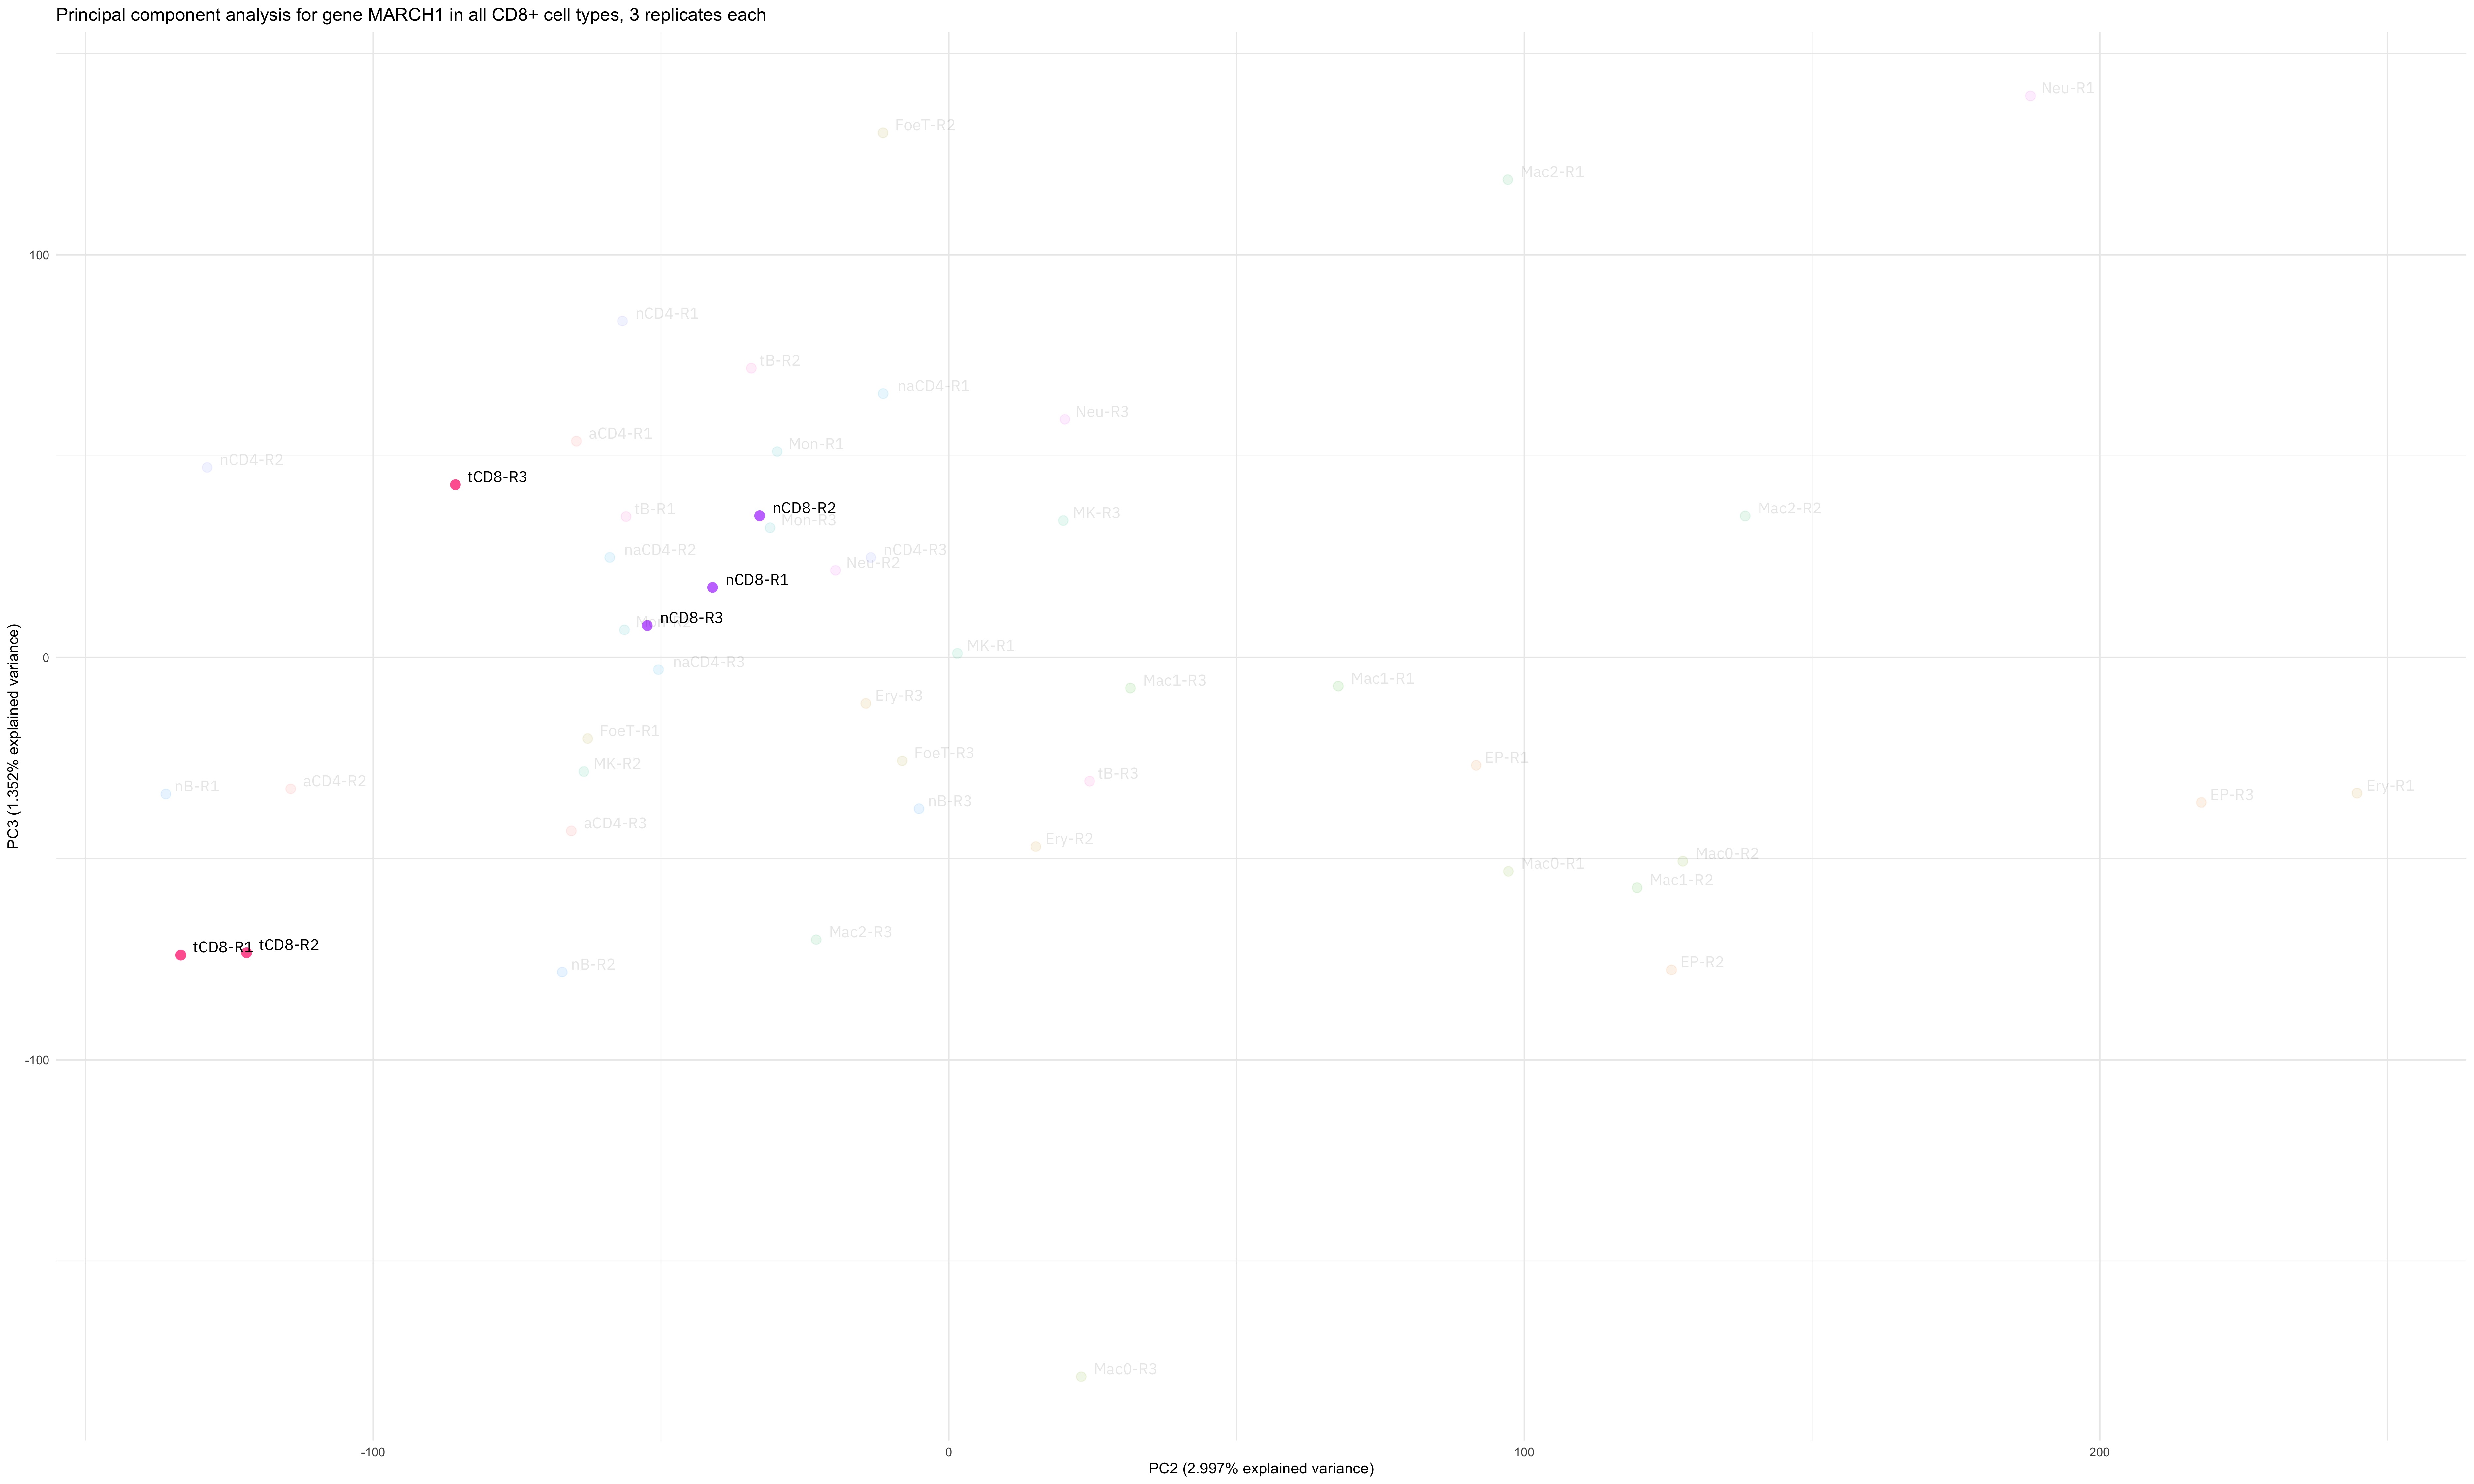 Principal component analysis for gene MARCH1 in all CD8+ cell types, 3 replicates each
Neu-R1
FoeT-R2
Mac2-R1
100
nCD4-R1
tB-R2
naCD4-R1
Neu-R3
aCD4-R1
Mon-R1
nCD4-R2
tCD8-R3
tB-R1
nCD8-R2
Mon-R3
MK-R3
Mac2-R2
naCD4-R2
nCD4-R3
Neu-R2
nCD8-R1
nCD8-R3
0
MK-R1
naCD4-R3
Mac1-R3
Mac1-R1
Ery-R3
FoeT-R1
FoeT-R3
MK-R2
EP-R1
tB-R3
nB-R1
aCD4-R2
nB-R3
EP-R3
Ery-R1
aCD4-R3
Ery-R2
Mac0-R1
Mac0-R2
Mac1-R2
Mac2-R3
tCD8-R1
tCD8-R2
nB-R2
EP-R2
-100
Mac0-R3
-100
0
100
200
PC2 (2.997% explained variance)
PC3 (1.352% explained variance)